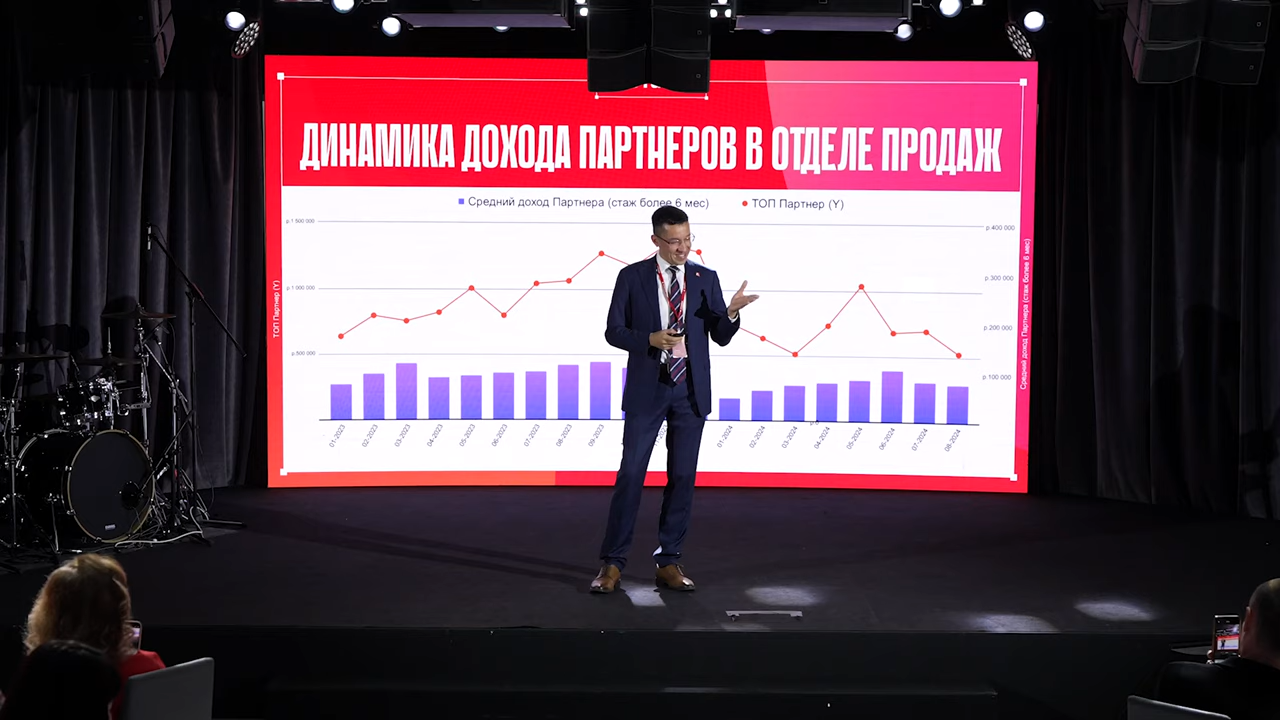 ДИНАМИКА ДОХОДА ПАРТНЕРОВ В ОТДЕЛЕ ПРОДАЖ
Средний доход Партнера (стаж более 6 мес) ТОП Партнер (Y)
р.1 500 000
р.400 000
р.300 000
р.1 000 000
р.200 000
р.500 000
р.100 000
ТОП Партнер (Y)
Средний доход Партнера (стаж более 6 мес)
01-2023 02-2023 03-2023 04-2023 05-2023 06-2023 07-2023 08-2023 09-2023 01-2024 02-2024 03-2024 04-2024 05-2024 06-2024 07-2024 08-2024